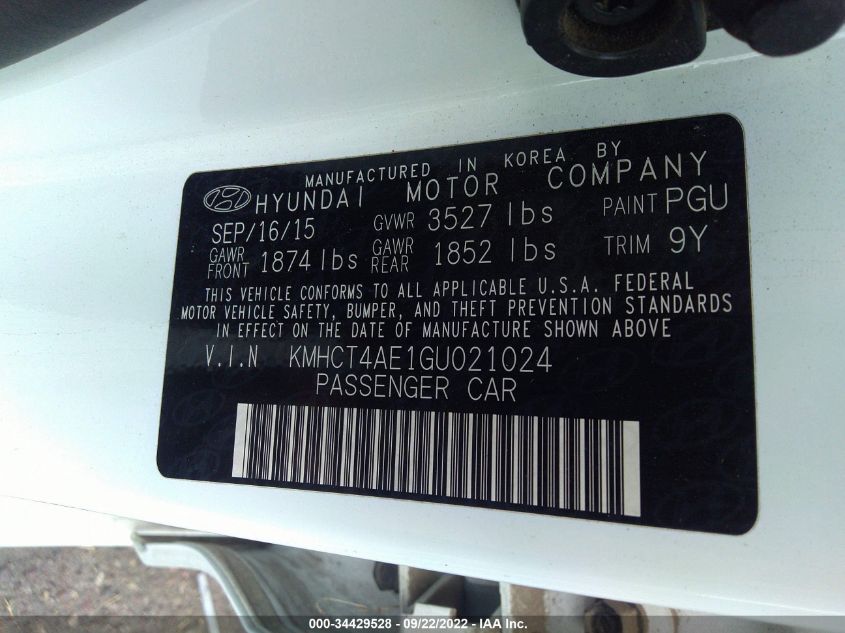 MANUFACTURED IN KOREA BY
HYUNDAI MOTOR COMPANY
SEP/16/15 GVWR 3527 lbs PAINT PGU
GAWR FRONT 1874 lbs GAWR REAR 1852 lbs TRIM 9Y
THIS VEHICLE CONFORMS TO ALL APPLICABLE U.S.A. FEDERAL
MOTOR VEHICLE SAFETY, BUMPER, AND THEFT PREVENTION STANDARDS
IN EFFECT ON THE DATE OF MANUFACTURE SHOWN ABOVE
V.I.N KMHCT4AE1GU021024
PASSENGER CAR
000-34429528 - 09/22/2022 - IAA Inc.